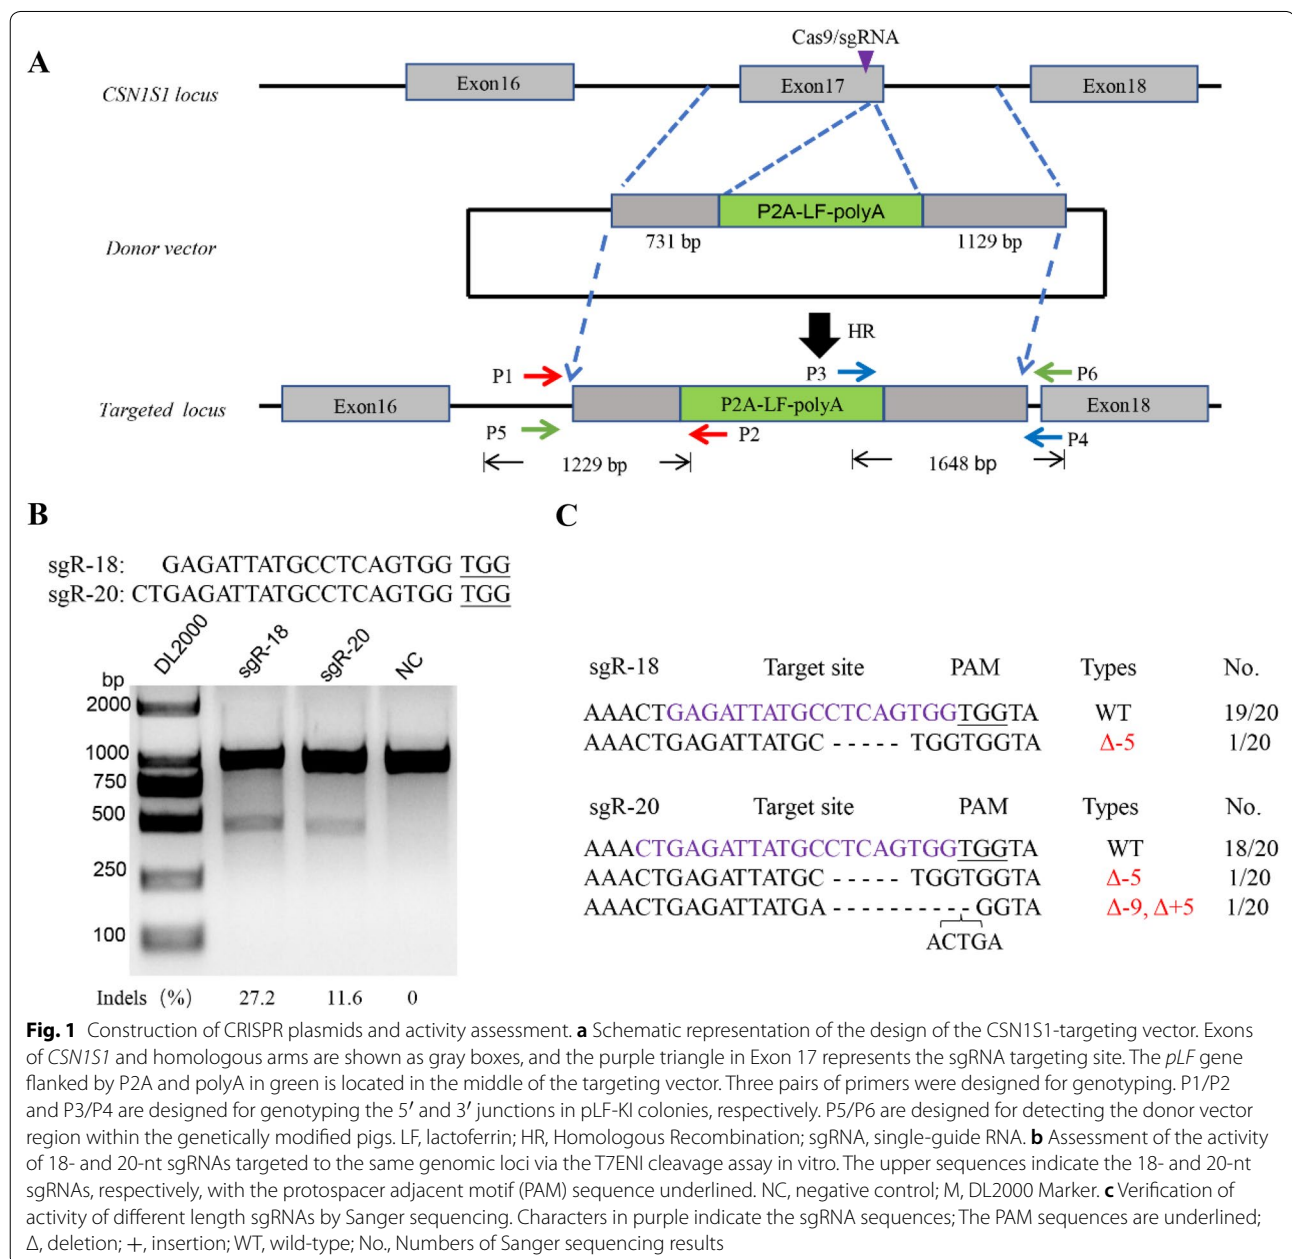 A
Cas9/sgRNA
CSN1S1 locus
Exon16
Exon17
Exon18
P2A-LF-polyA
731 bp
1129 bp
Donor vector
HR
P1
P3
P6
Targeted locus
Exon16
P2A-LF-polyA
Exon18
P5
P2
P4
1229 bp
1648 bp
B
sgR-18: GAGATTATGCCTCAGTGG TGG
sgR-20: CTGAGATTATGCCTCAGTGG TGG
DL2000 sgR-18 sgR-20 NC
bp
2000
1000
750
500
250
100
Indels (%) 27.2 11.6 0
C
sgR-18 Target site PAM Types No.
AAACTGAGATTATGCCTCAGTGGTGGTA WT 19/20
AAACTGAGATTATGC - - - - - TGGTGGTA Δ-5 1/20
sgR-20 Target site PAM Types No.
AAACTGAGATTATGCCTCAGTGGTGGTA WT 18/20
AAACTGAGATTATGC - - - - - TGGTGGTA Δ-5 1/20
AAACTGAGATTATGA - - - - - - - - - - GGTA Δ-9, Δ+5 1/20
ACTGA
Fig. 1 Construction of CRISPR plasmids and activity assessment. a Schematic representation of the design of the CSN1S1-targeting vector. Exons
of CSN1S1 and homologous arms are shown as gray boxes, and the purple triangle in Exon 17 represents the sgRNA targeting site. The pLF gene
flanked by P2A and polyA in green is located in the middle of the targeting vector. Three pairs of primers were designed for genotyping. P1/P2
and P3/P4 are designed for genotyping the 5′ and 3′ junctions in pLF-KI colonies, respectively. P5/P6 are designed for detecting the donor vector
region within the genetically modified pigs. LF, lactoferrin; HR, Homologous Recombination; sgRNA, single-guide RNA. b Assessment of the activity
of 18- and 20-nt sgRNAs targeted to the same genomic loci via the T7ENI cleavage assay in vitro. The upper sequences indicate the 18- and 20-nt
sgRNAs, respectively, with the protospacer adjacent motif (PAM) sequence underlined. NC, negative control; M, DL2000 Marker. c Verification of
activity of different length sgRNAs by Sanger sequencing. Characters in purple indicate the sgRNA sequences; The PAM sequences are underlined;
Δ, deletion; +, insertion; WT, wild-type; No., Numbers of Sanger sequencing results